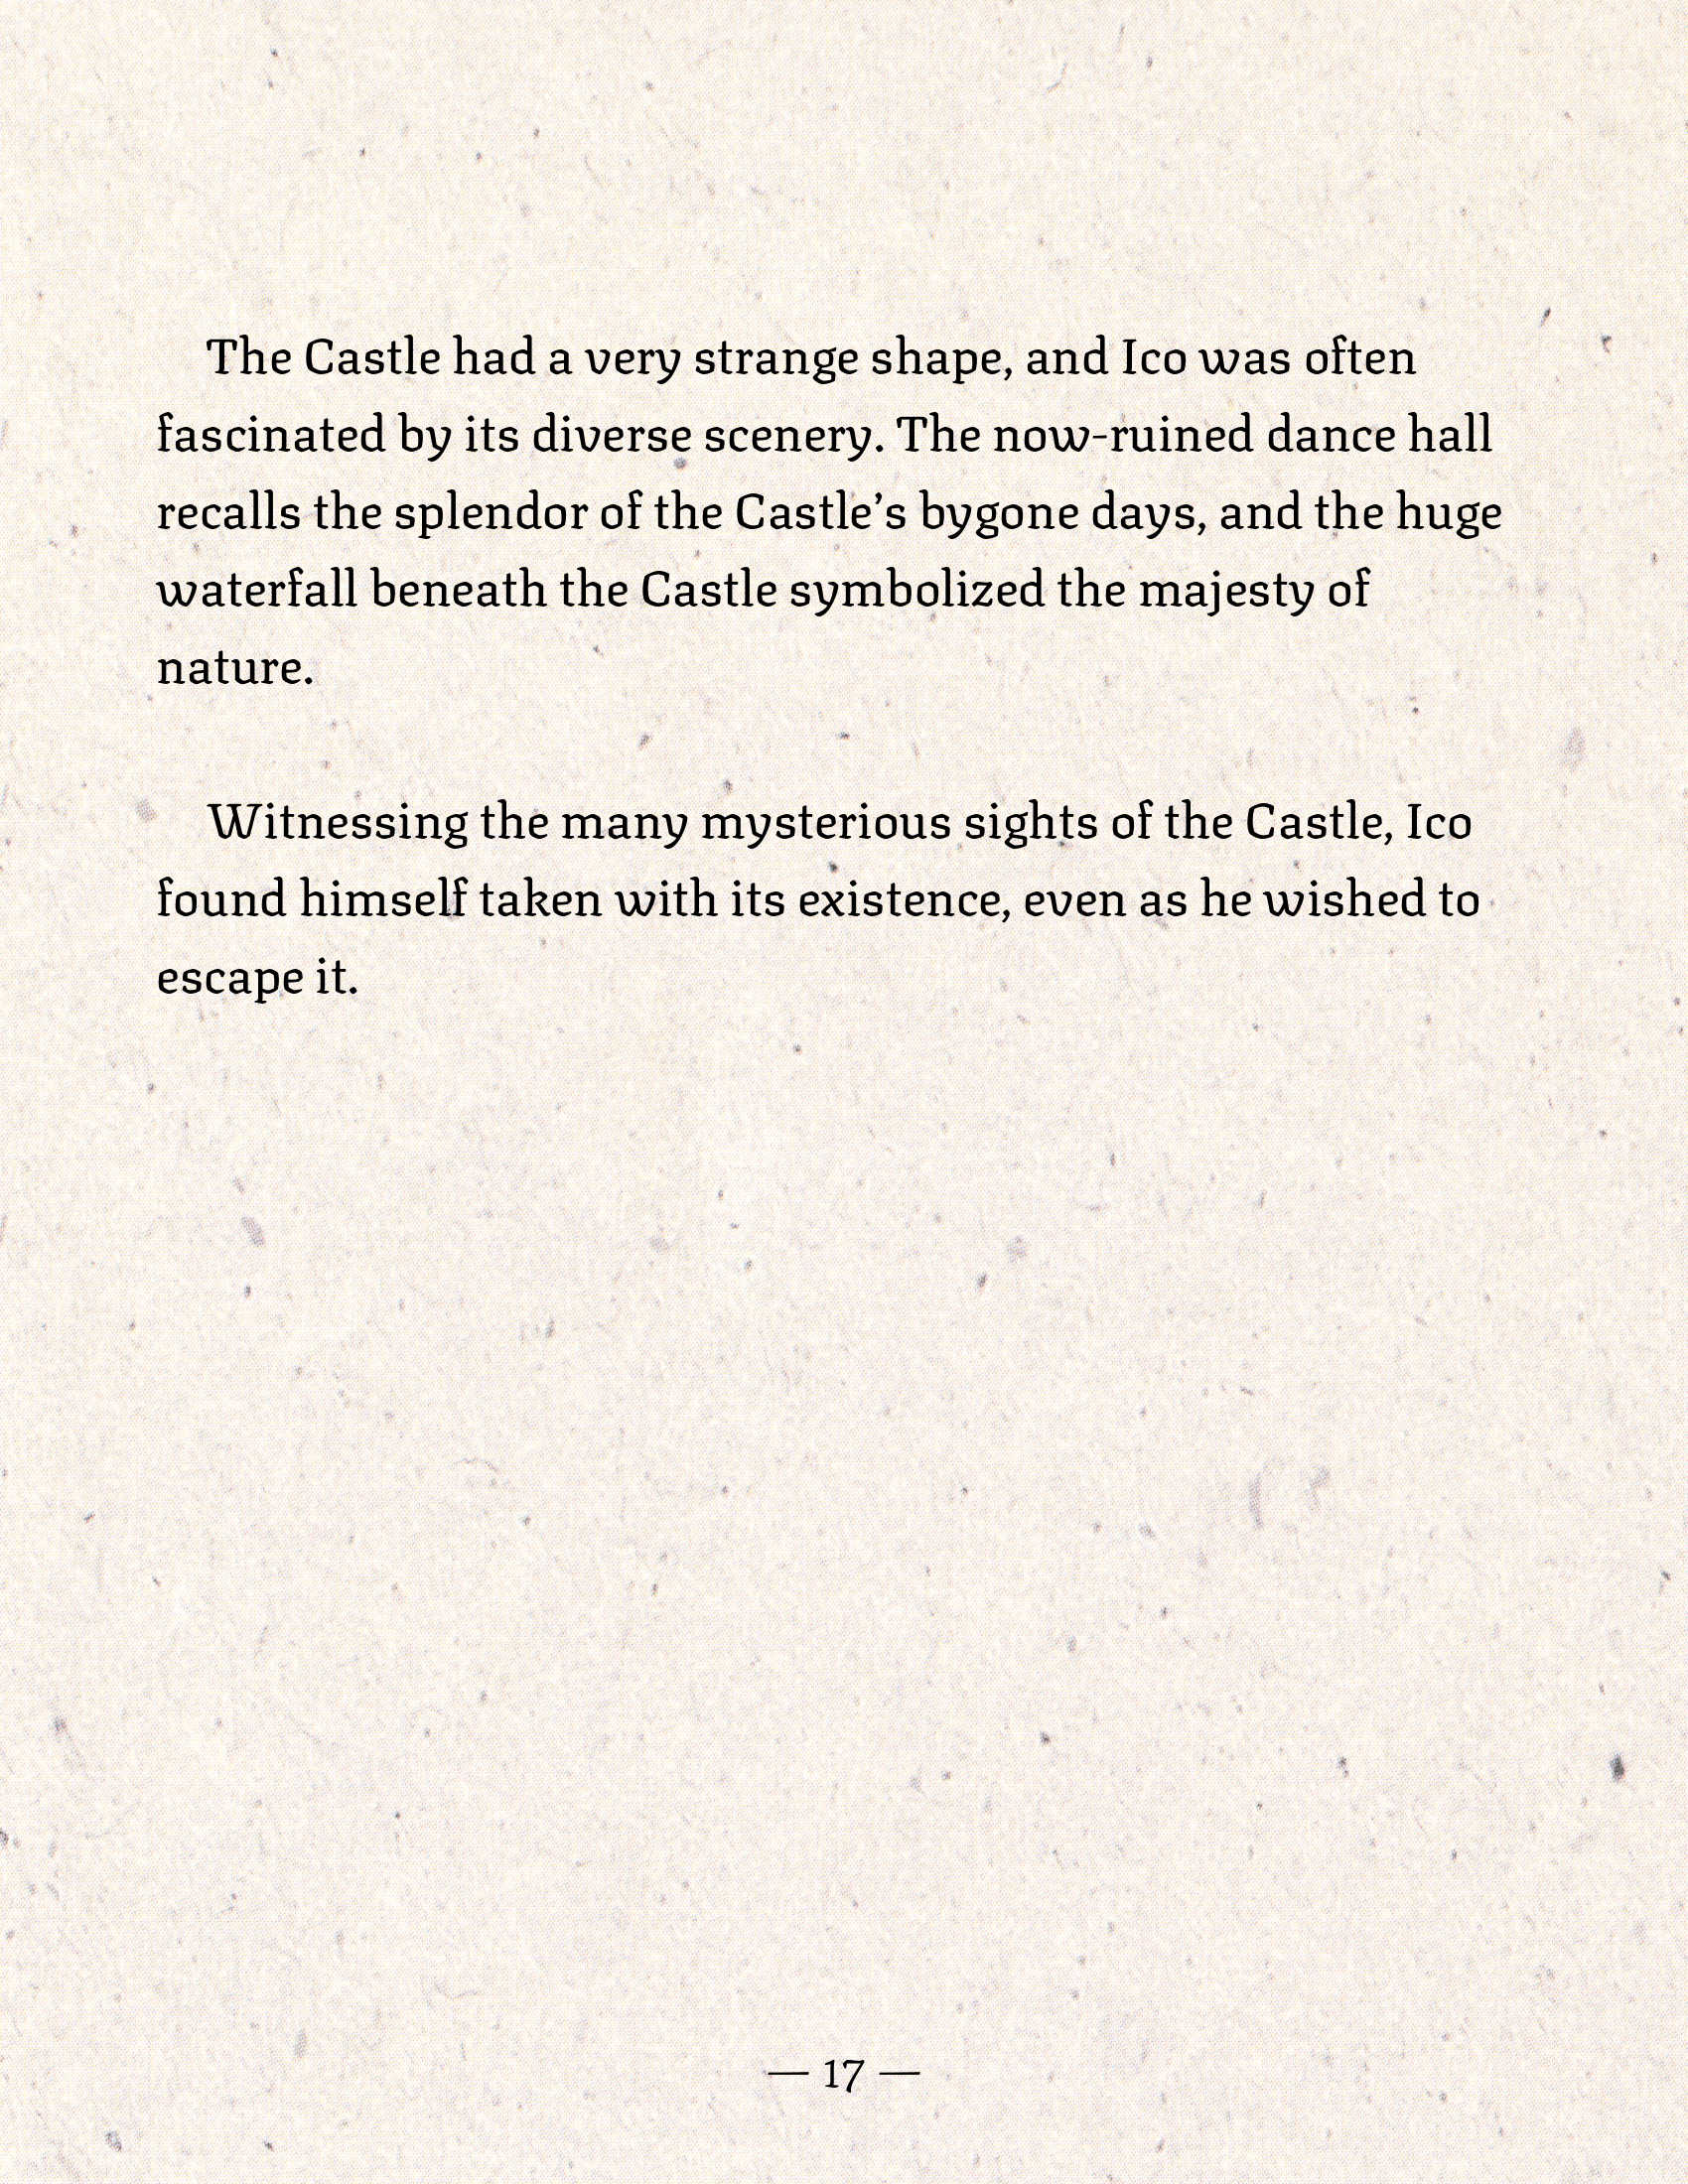 The Castle had a very strange shape, and Ico was often
fascinated by its diverse scenery. The now-ruined dance hall
recalls the splendor of the Castle’s bygone days, and the huge
waterfall beneath the Castle symbolized the majesty of
nature.
Witnessing the many mysterious sights of the Castle, Ico
found himself taken with its existence, even as he wished to
escape it.
— 17 —